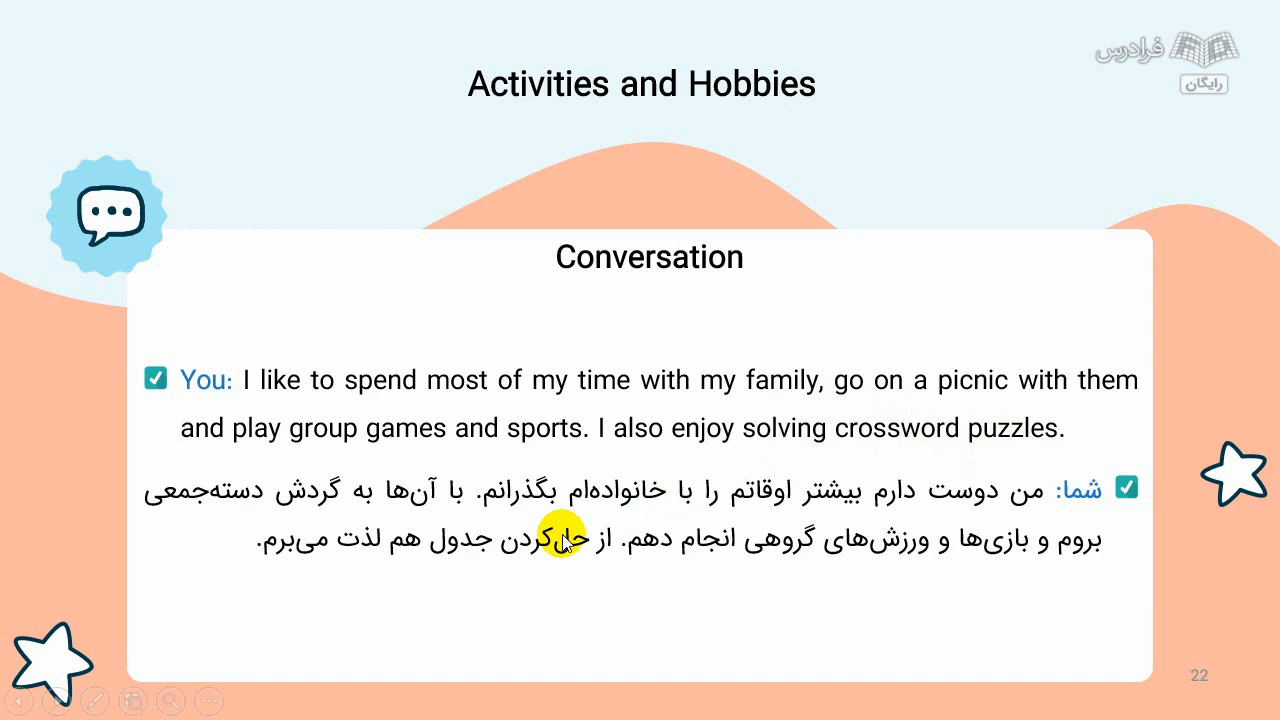 فرادرس
رایگان
Activities and Hobbies
Conversation
You: I like to spend most of my time with my family, go on a picnic with them
and play group games and sports. I also enjoy solving crossword puzzles.
شما: من دوست دارم بیشتر اوقاتم را با خانواده‌ام بگذرانم. با آن‌ها به گردش دسته‌جمعی
بروم و بازی‌ها و ورزش‌های گروهی انجام دهم. از حل‌کردن جدول هم لذت می‌برم.
22